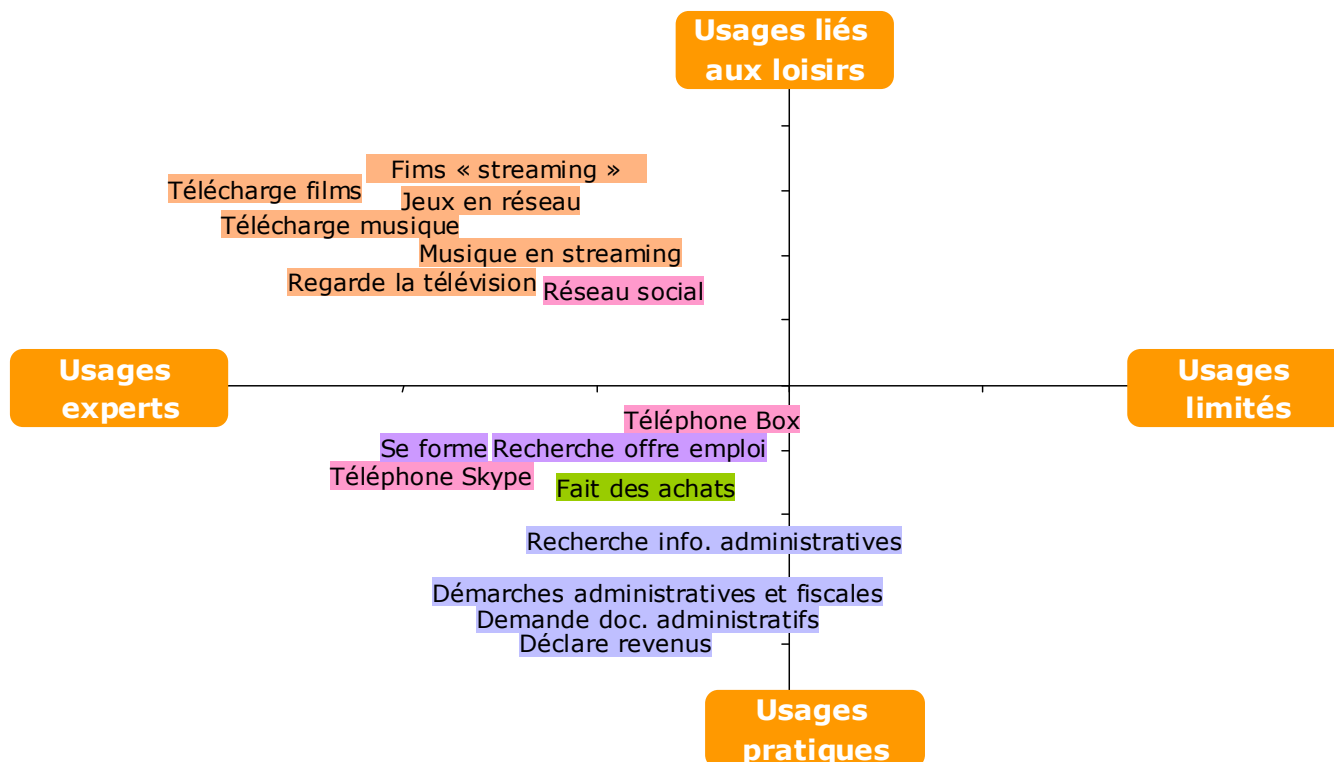 Usages liés
aux loisirs
Fims « streaming »
Télécharge films
Jeux en réseau
Télécharge musique
Musique en streaming
Regarde la télévision
Réseau social
Usages
experts
Usages
limités
Téléphone Box
Se forme
Recherche offre emploi
Téléphone Skype
Fait des achats
Recherche info. administratives
Démarches administratives et fiscales
Demande doc. administratifs
Déclare revenus
Usages
pratiques